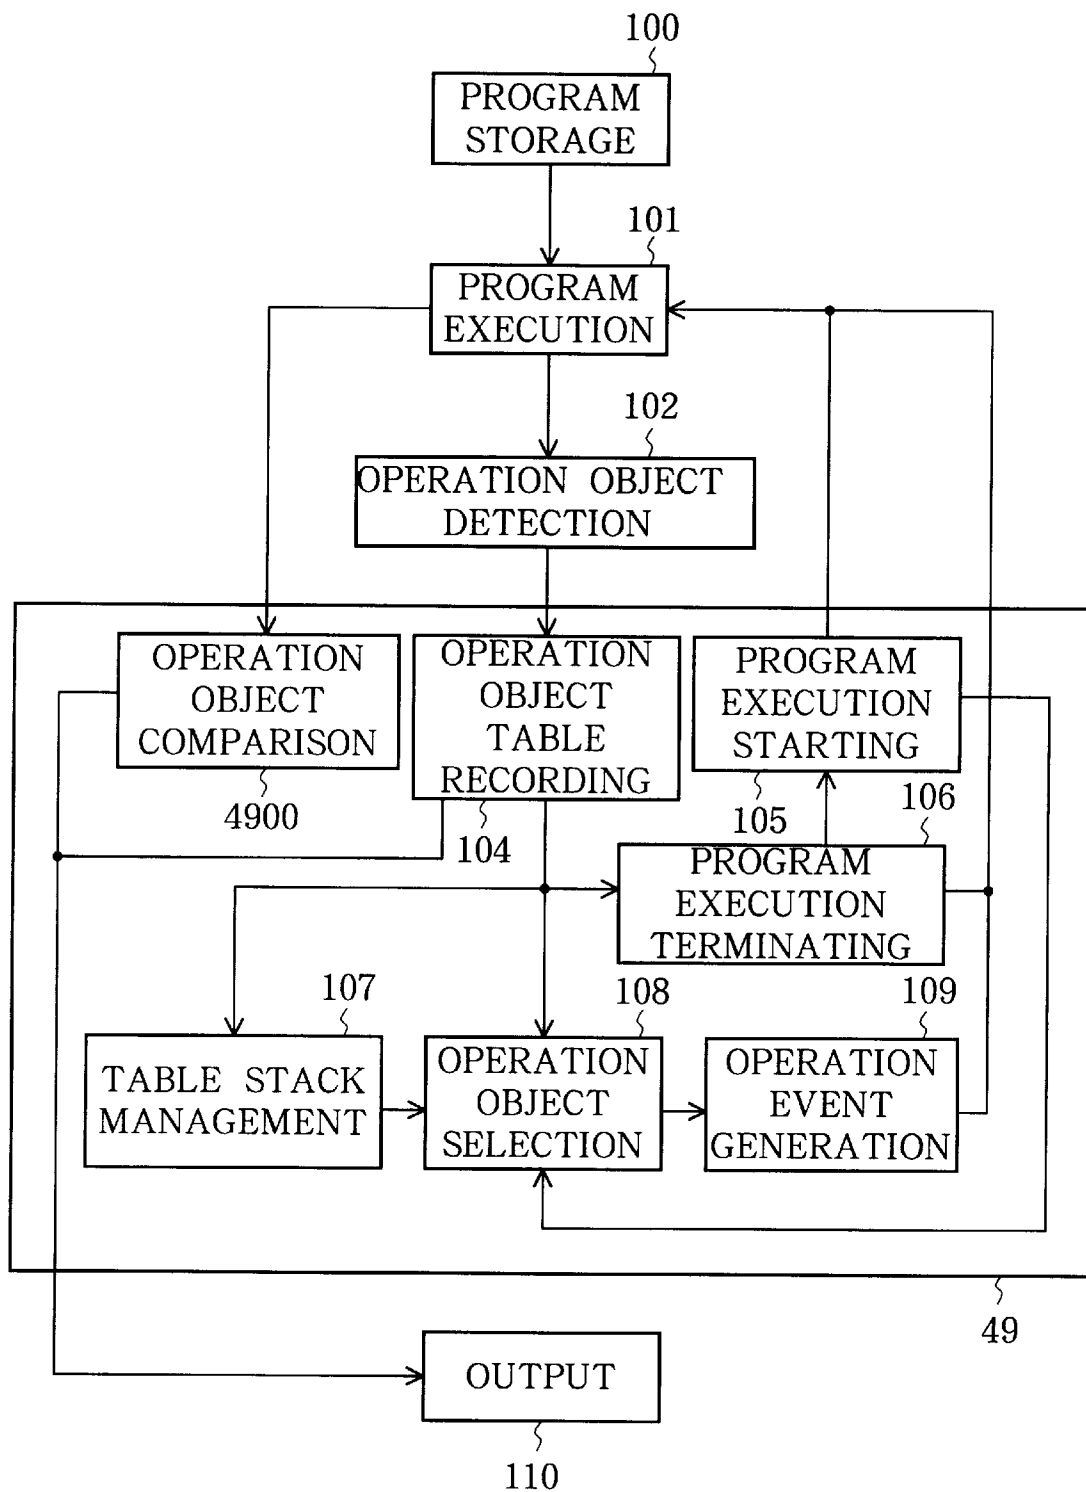 100
PROGRAM
STORAGE
101
PROGRAM
EXECUTION
102
OPERATION OBJECT
DETECTION
OPERATION
OBJECT
COMPARISON
4900
OPERATION
OBJECT
TABLE
RECORDING
104
PROGRAM
EXECUTION
STARTING
105
106
PROGRAM
EXECUTION
TERMINATING
107
TABLE STACK
MANAGEMENT
108
OPERATION
OBJECT
SELECTION
109
OPERATION
EVENT
GENERATION
49
OUTPUT
110